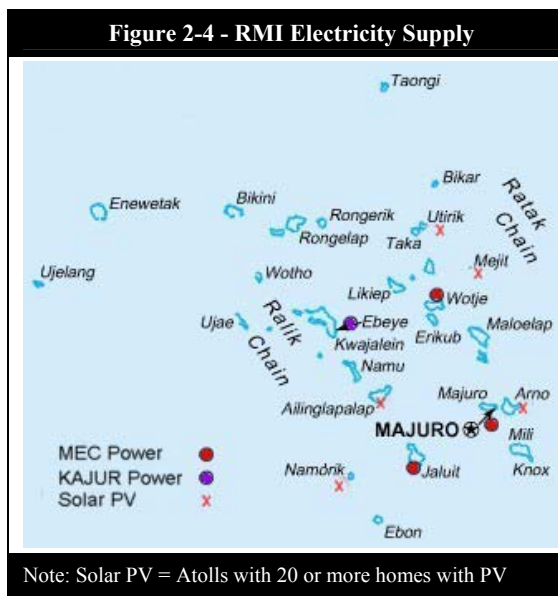 Figure 2-4 - RMI Electricity Supply
Taongi
Bikar
Ratak
Chain
Enewetak
Bikini
Rongerik
Rongelap
Utirik
Taka
Mejit
Ujelang
Wotho
Likiep
Wotje
Ujae
Ralik
Chain
Ebeye
Kwajalein
Erikub
Maloelap
Namu
Ailinglapalap
Majuro
Arno
MAJURO
Mili
Knox
Jaluit
Namdrik
Ebon
MEC Power
KAJUR Power
Solar PV
Note: Solar PV = Atolls with 20 or more homes with PV